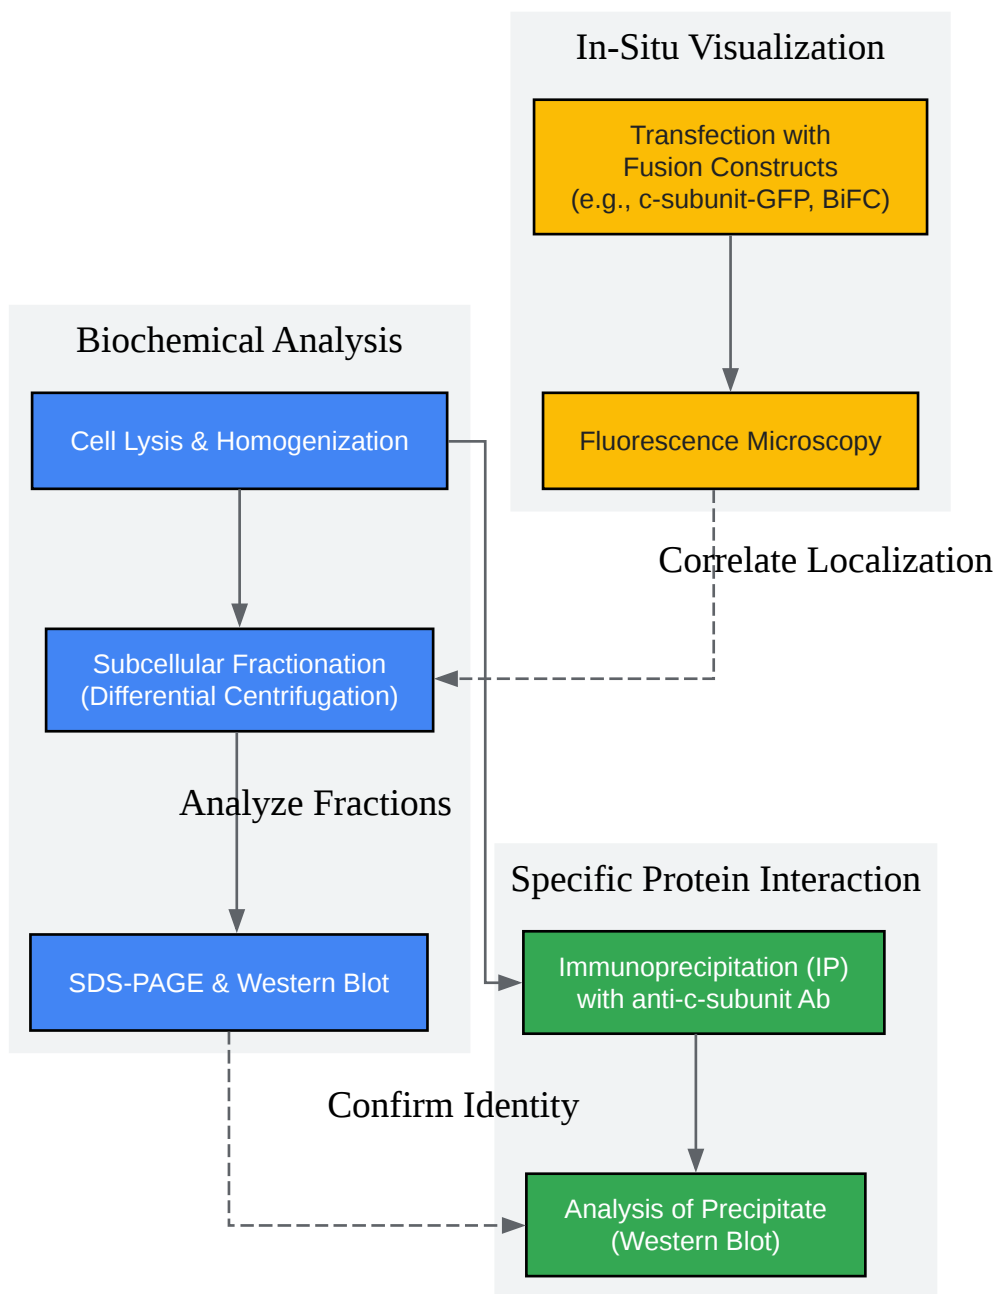 In-Situ Visualization
Transfection with
Fusion Constructs
(e.g., c-subunit-GFP, BiFC)
Fluorescence Microscopy
Correlate Localization
Biochemical Analysis
Cell Lysis & Homogenization
Subcellular Fractionation
(Differential Centrifugation)
Analyze Fractions
SDS-PAGE & Western Blot
Confirm Identity
Specific Protein Interaction
Immunoprecipitation (IP)
with anti-c-subunit Ab
Analysis of Precipitate
(Western Blot)